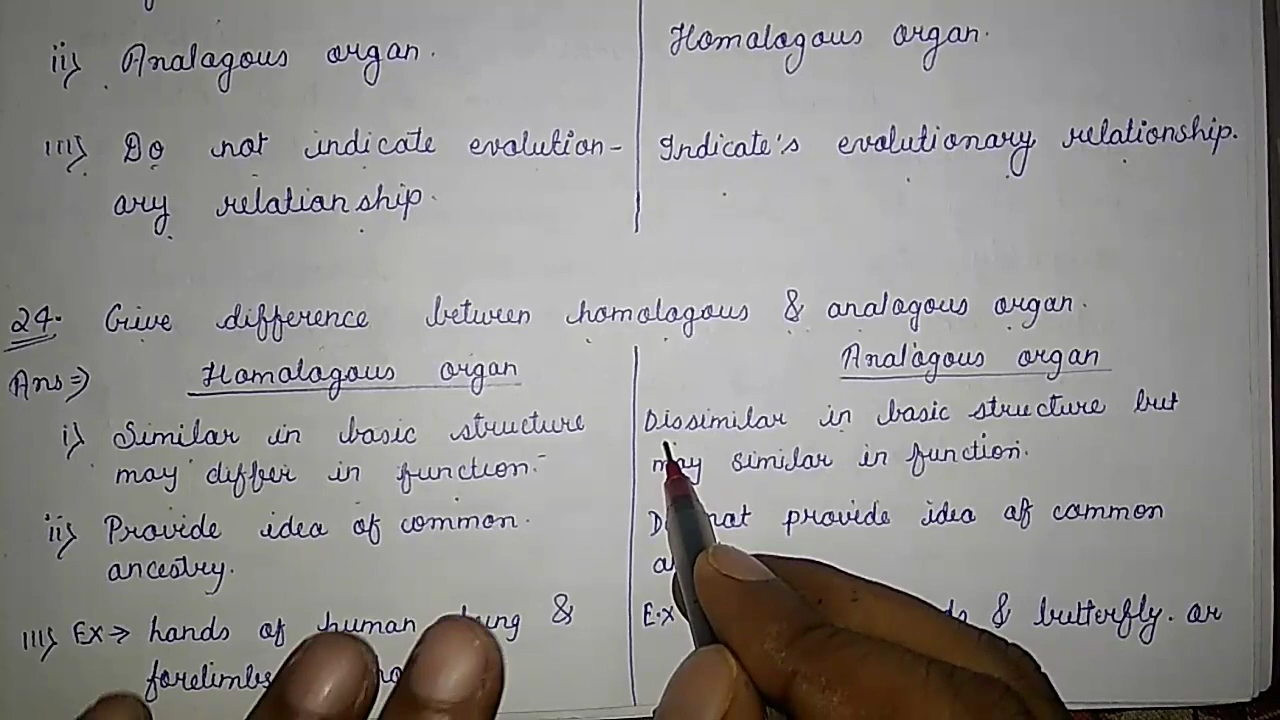 ii) Analagous organ.
Homalogous organ.
iii) Do not indicate evolution-
ary relationship.
Indicate's evolutionary relationship.
24. Give difference between homologous & analogous organ.
Ans⇒
Homalogous organ
i) Similar in basic structure
may differ in function.
ii) Provide idea of common
ancestry.
iii) Ex⇒ hands of human &
forelimbs
Analogous organ
Dissimilar in basic structure but
may similar in function.
not provide idea of common
E.x & butterfly. or